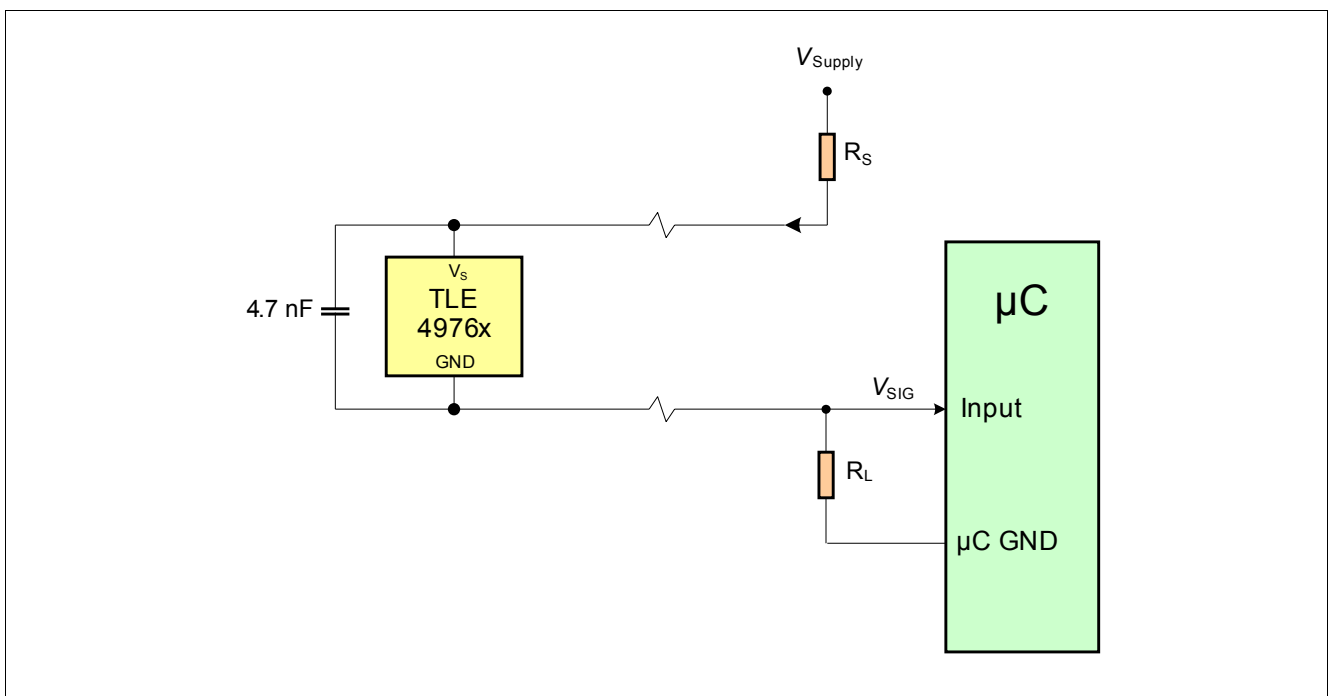 VSupply
RS
VS
TLE
4976x
GND
4.7 nF
µC
VSIG
Input
RL
µC GND